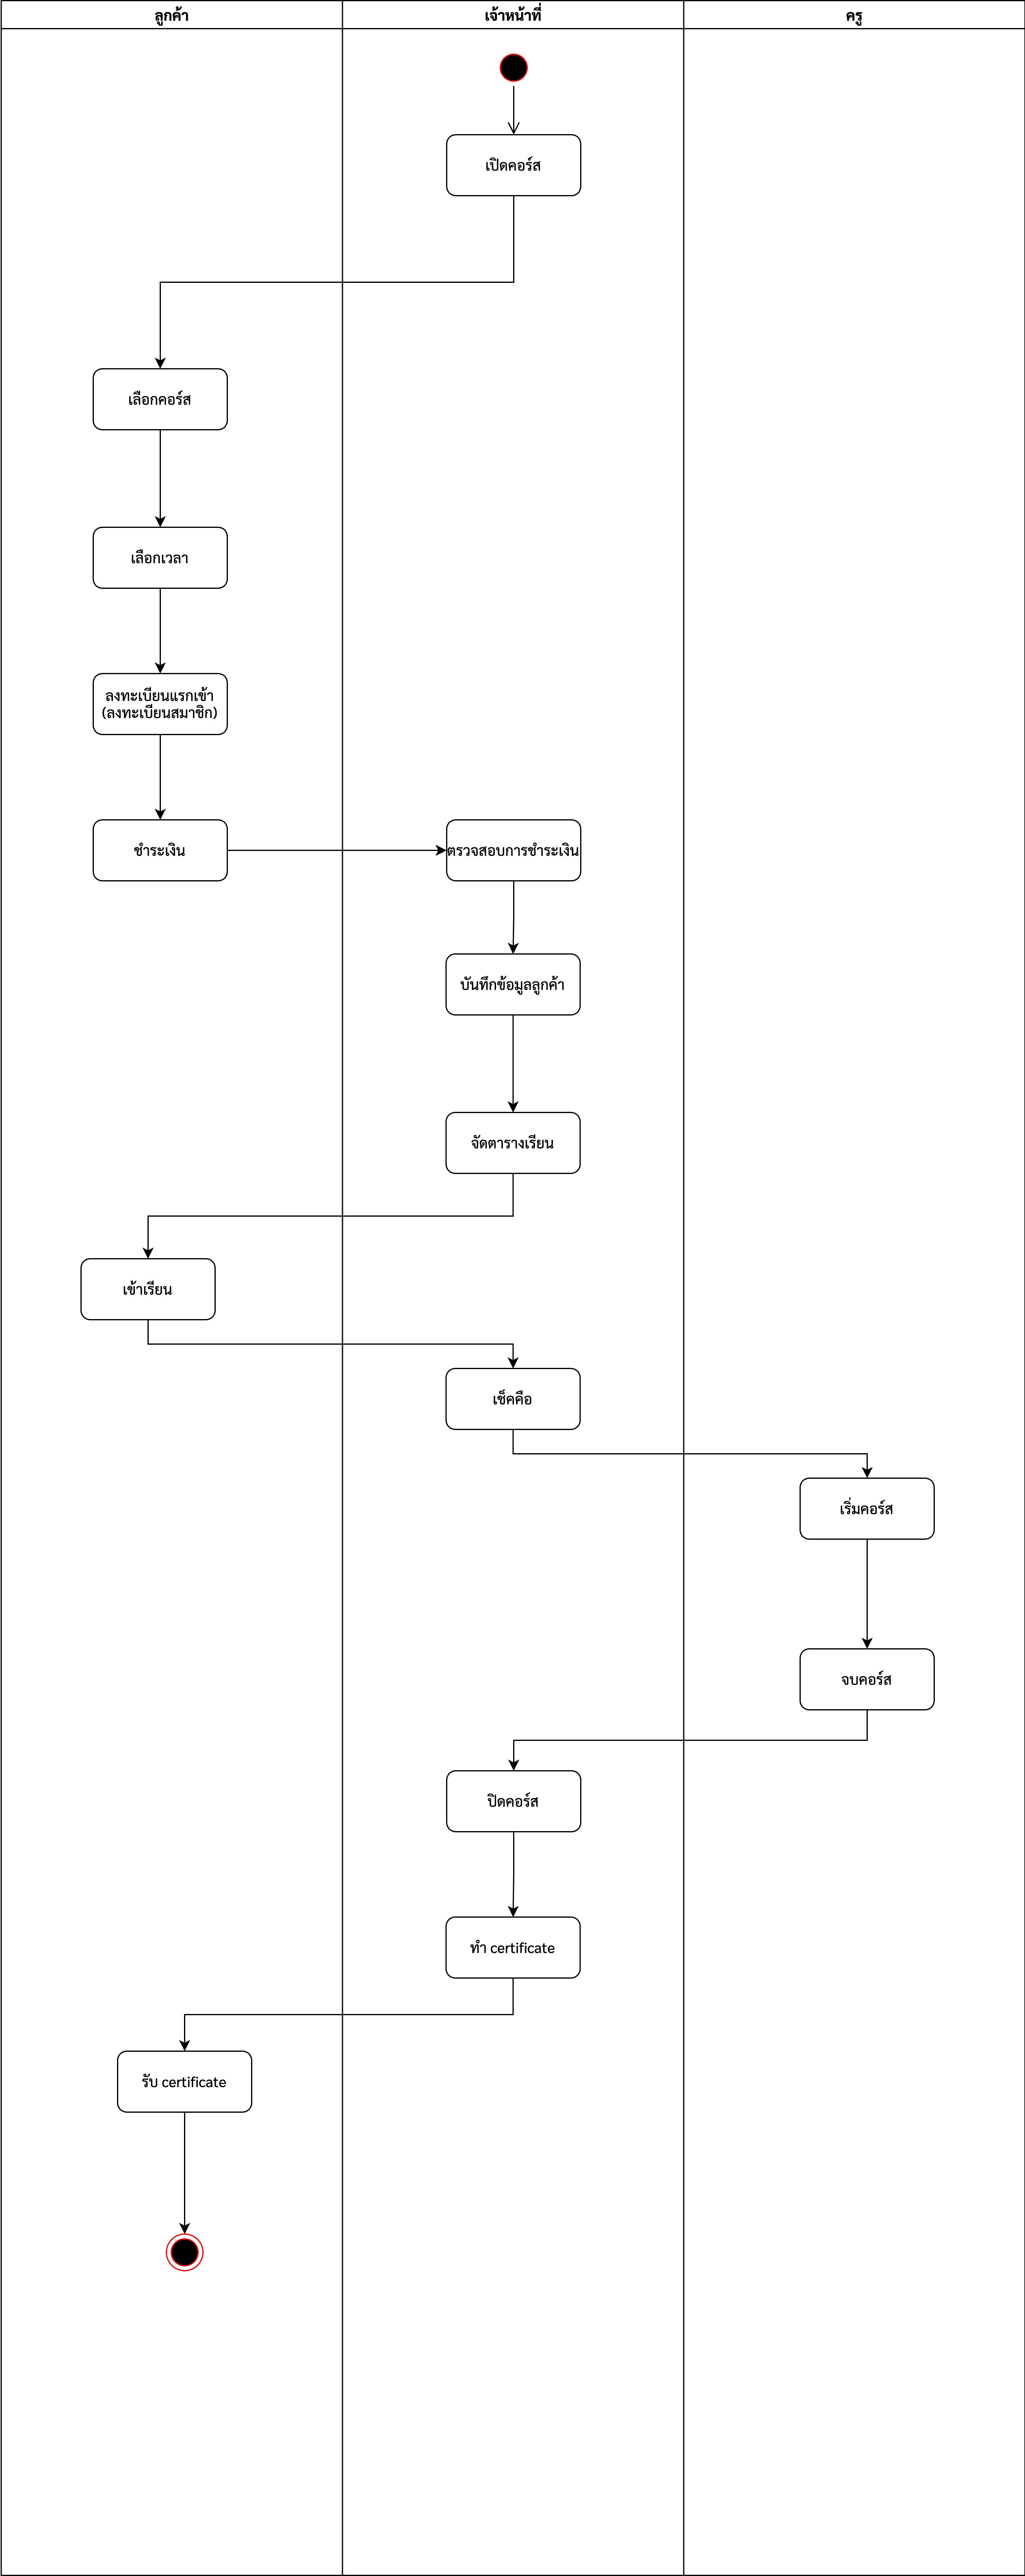 ลูกค้า
เจ้าหน้าที่
ครู
เปิดคอร์ส
เลือกคอร์ส
เลือกเวลา
ลงทะเบียนแรกเข้า
(ลงทะเบียนสมาชิก)
ชำระเงิน
ตรวจสอบการชำระเงิน
บันทึกข้อมูลลูกค้า
จัดตารางเรียน
เข้าเรียน
เช็คคือ
เริ่มคอร์ส
จบคอร์ส
ปิดคอร์ส
ทำ certificate
รับ certificate